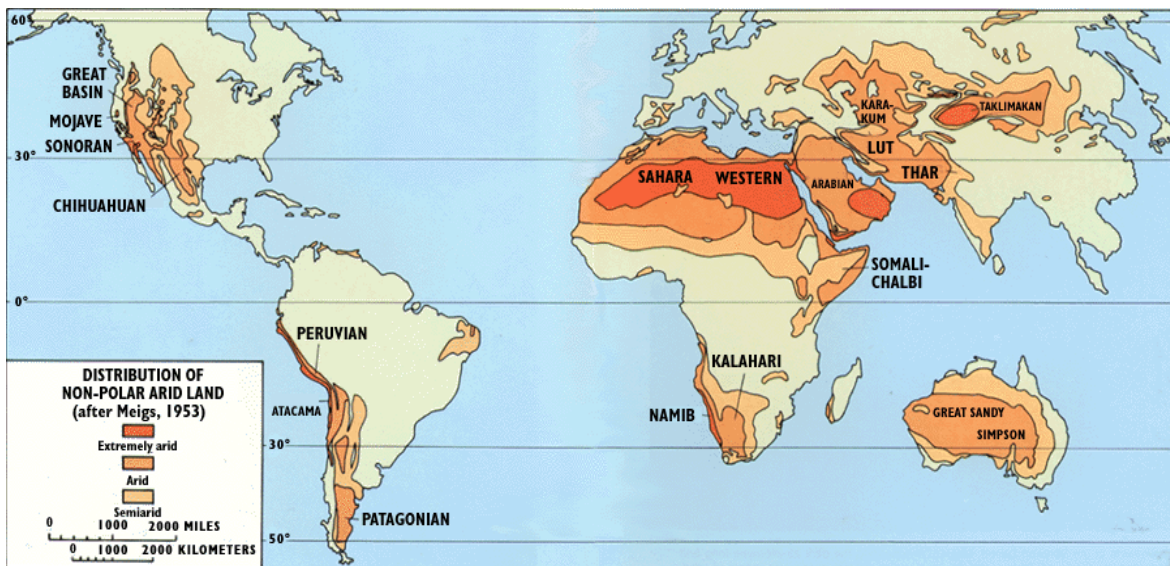 60°
GREAT
BASIN
MOJAVE
SONORAN
30°
CHIHUAHUAN
KARA-
KUM
TAKLIMAKAN
LUT
THAR
SAHARA
WESTERN
ARABIAN
SOMALI-
CHALBI
0°
PERUVIAN
KALAHARI
ATACAMA
NAMIB
GREAT SANDY
SIMPSON
30°
PATAGONIAN
50°
DISTRIBUTION OF
NON-POLAR ARID LAND
(after Meigs, 1953)
Extremely arid
Arid
Semiarid
0 1000 2000 MILES
0 1000 2000 KILOMETERS